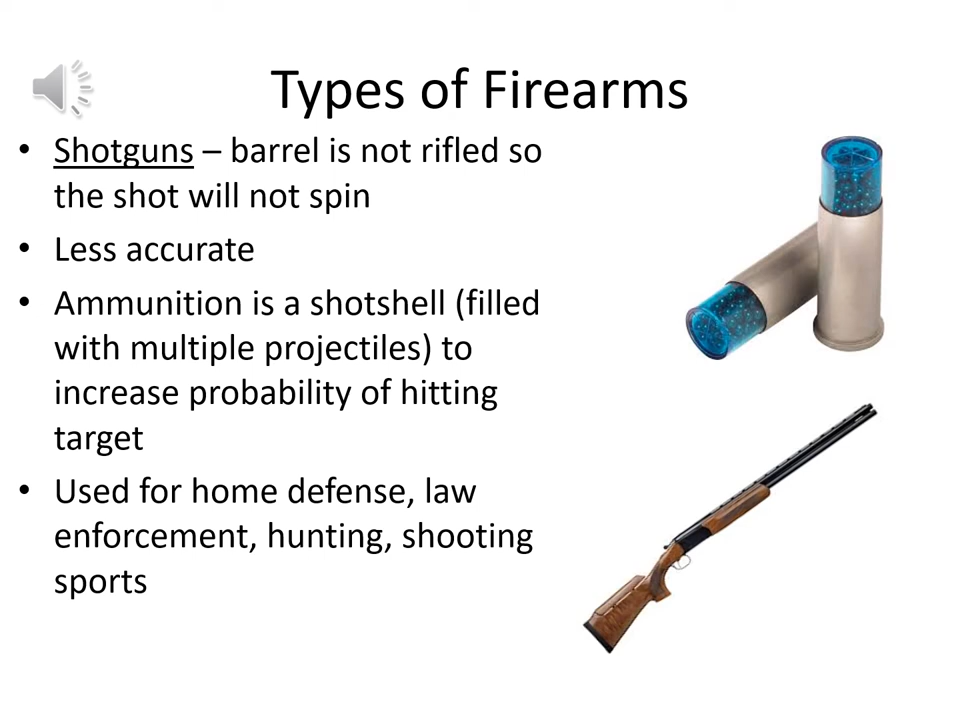 Types of Firearms
• Shotguns – barrel is not rifled so
the shot will not spin
• Less accurate
• Ammunition is a shotshell (filled
with multiple projectiles) to
increase probability of hitting
target
• Used for home defense, law
enforcement, hunting, shooting
sports